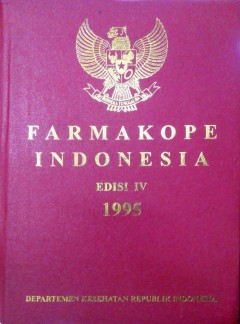 FARMAKOPE
INDONESIA
EDISI IV
1995
DEPARTEMEN KESEHATAN REPUBLIK INDONESIA